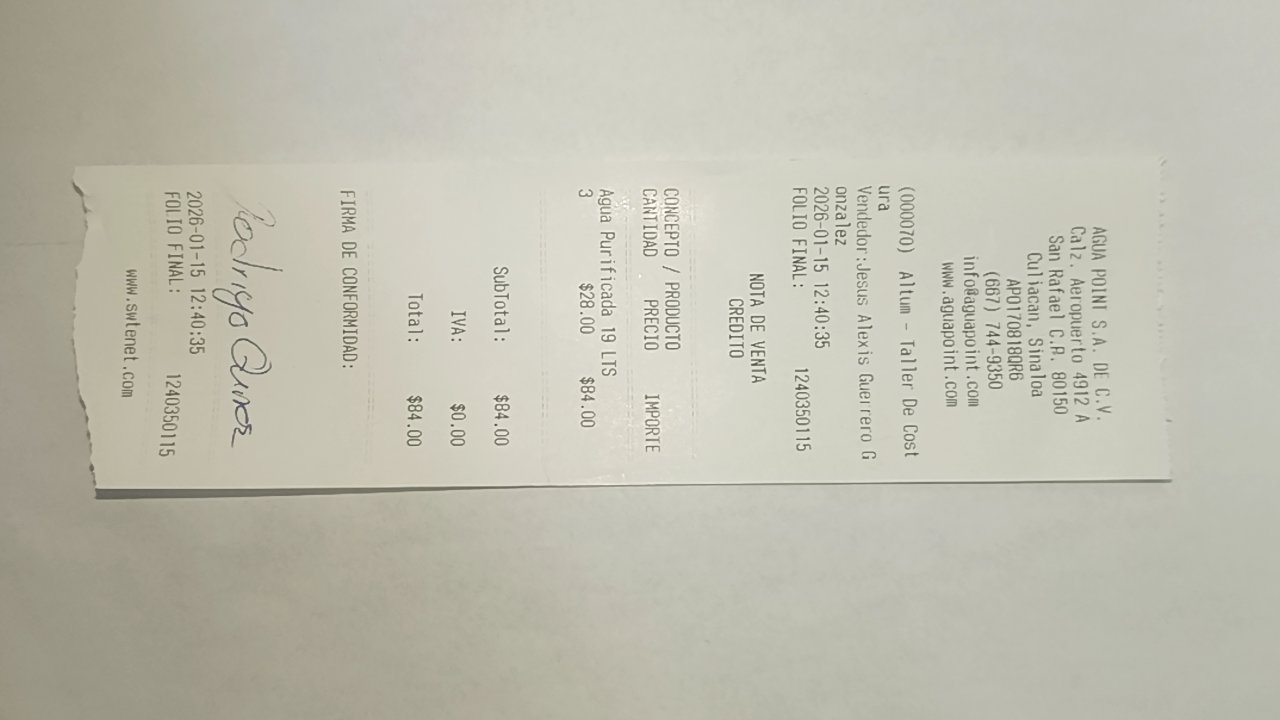 AGUA POINT S.A. DE C.V.
Calz. Aeropuerto 4912 A
San Rafael C.P. 80150
Culiacan, Sinaloa
APO170818QR6
(667) 744-9350
info@aguapoint.com
www.aguapoint.com
(000070) Altum - Taller De Cost
ura
Vendedor:Jesus Alexis Guerrero G
onzalez
2026-01-15 12:40:35
FOLIO FINAL: 1240350115
NOTA DE VENTA
CREDITO
CONCEPTO / PRODUCTO
CANTIDAD PRECIO IMPORTE
Agua Purificada 19 LTS
3 $28.00 $84.00
SubTotal: $84.00
IVA: $0.00
Total: $84.00
FIRMA DE CONFORMIDAD:
Rodrigo
2026-01-15 12:40:35
FOLIO FINAL: 1240350115
www.swtenet.com